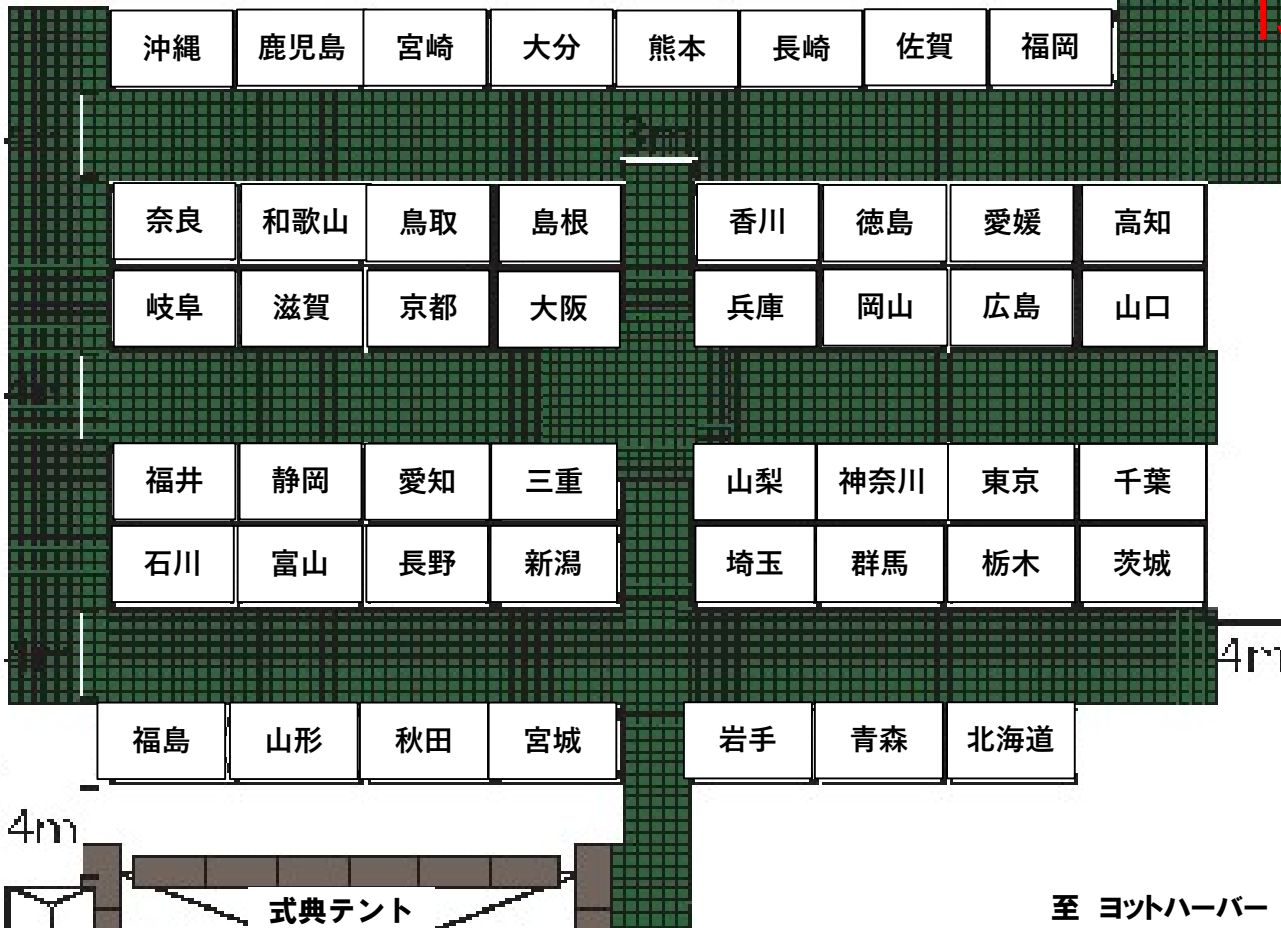 沖縄 鹿児島 宮崎 大分 熊本 長崎 佐賀 福岡
奈良 和歌山 鳥取 島根 香川 徳島 愛媛 高知
岐阜 滋賀 京都 大阪 兵庫 岡山 広島 山口
福井 静岡 愛知 三重 山梨 神奈川 東京 千葉
石川 富山 長野 新潟 埼玉 群馬 栃木 茨城
4m
福島 山形 秋田 宮城 岩手 青森 北海道
4m
式典テント
至 ヨットハーバー